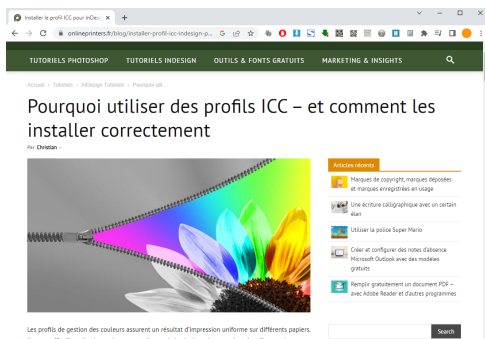 Installer le profil ICC pour InDes
onlineprinters.fr/blog/installer-profil-icc-indesign-p...
TUTORIELS PHOTOSHOP
TUTORIELS INDESIGN
OUTILS & FONTS GRATUITS
MARKETING & INSIGHTS
Accueil › Tutoriels › InDesign Tutoriels › Pourquoi util...
Pourquoi utiliser des profils ICC – et comment les
installer correctement
Par Christian -
Articles récents
Marques de copyright, marques déposées
et marques enregistrées en usage
Une écriture calligraphique avec un certain
élan
Utiliser la police Super Mario
Créer et configurer des notes d'absence
Microsoft Outlook avec des modèles
gratuits
Remplir gratuitement un document PDF –
avec Adobe Reader et d'autres programmes
Search
Les profils de gestion des couleurs assurent un résultat d'impression uniforme sur différents papiers.